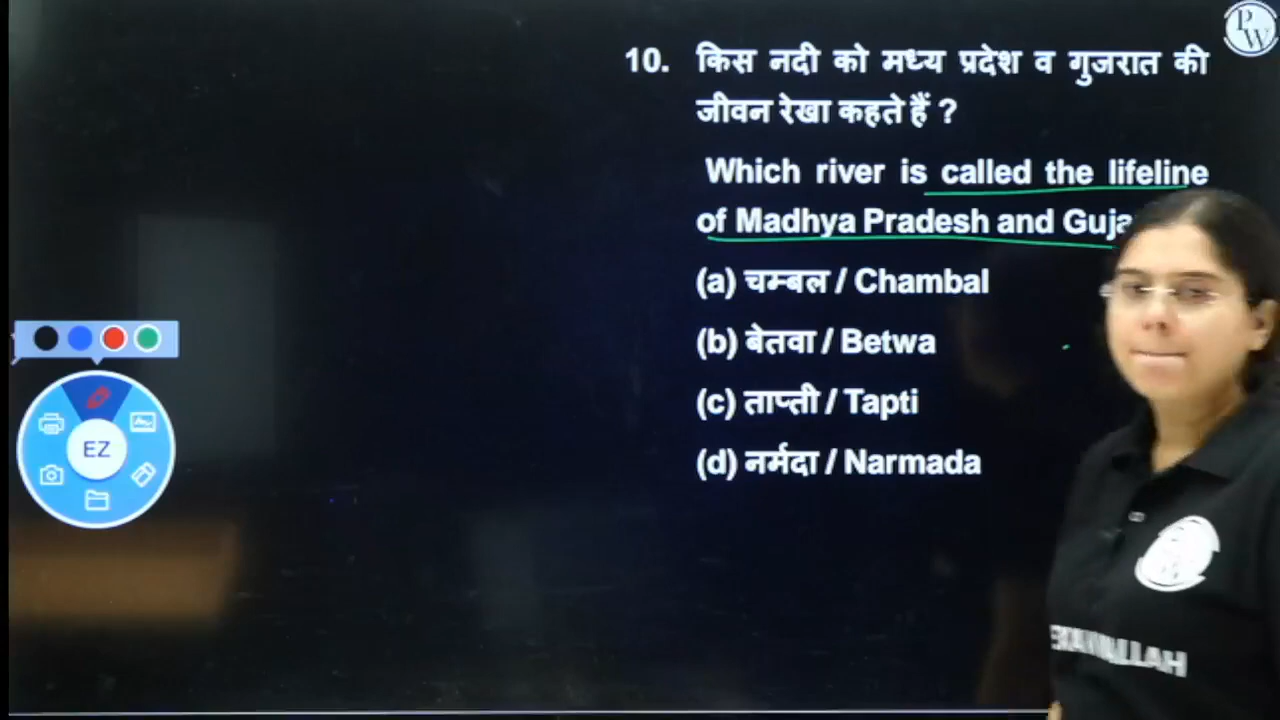 PW
10. किस नदी को मध्य प्रदेश व गुजरात की
जीवन रेखा कहते हैं ?
Which river is called the lifeline
of Madhya Pradesh and
(a) चम्बल / Chambal
(b) बेतवा / Betwa
(c) ताप्ती / Tapti
(d) नर्मदा / Narmada
EZ